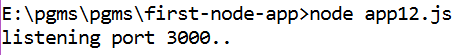 E:\pgms\pgms\first-node-app>node app12.js
listening port 3000..